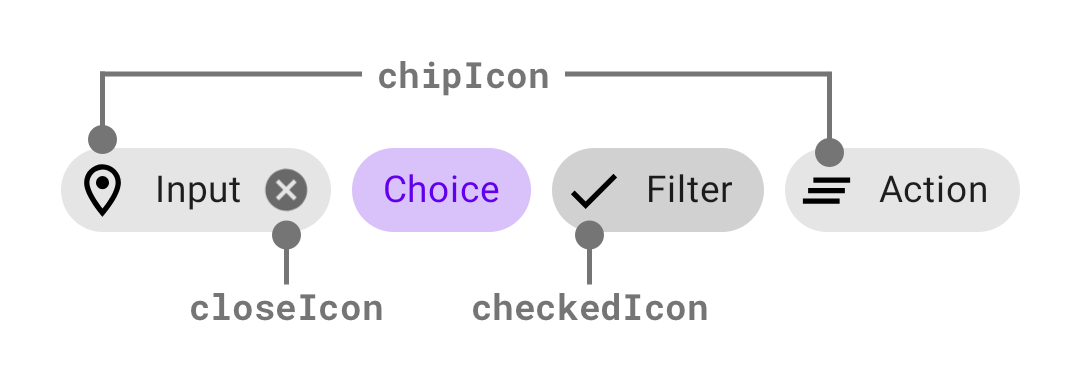 chipIcon
Input Choice Filter Action
closeIcon checkedIcon